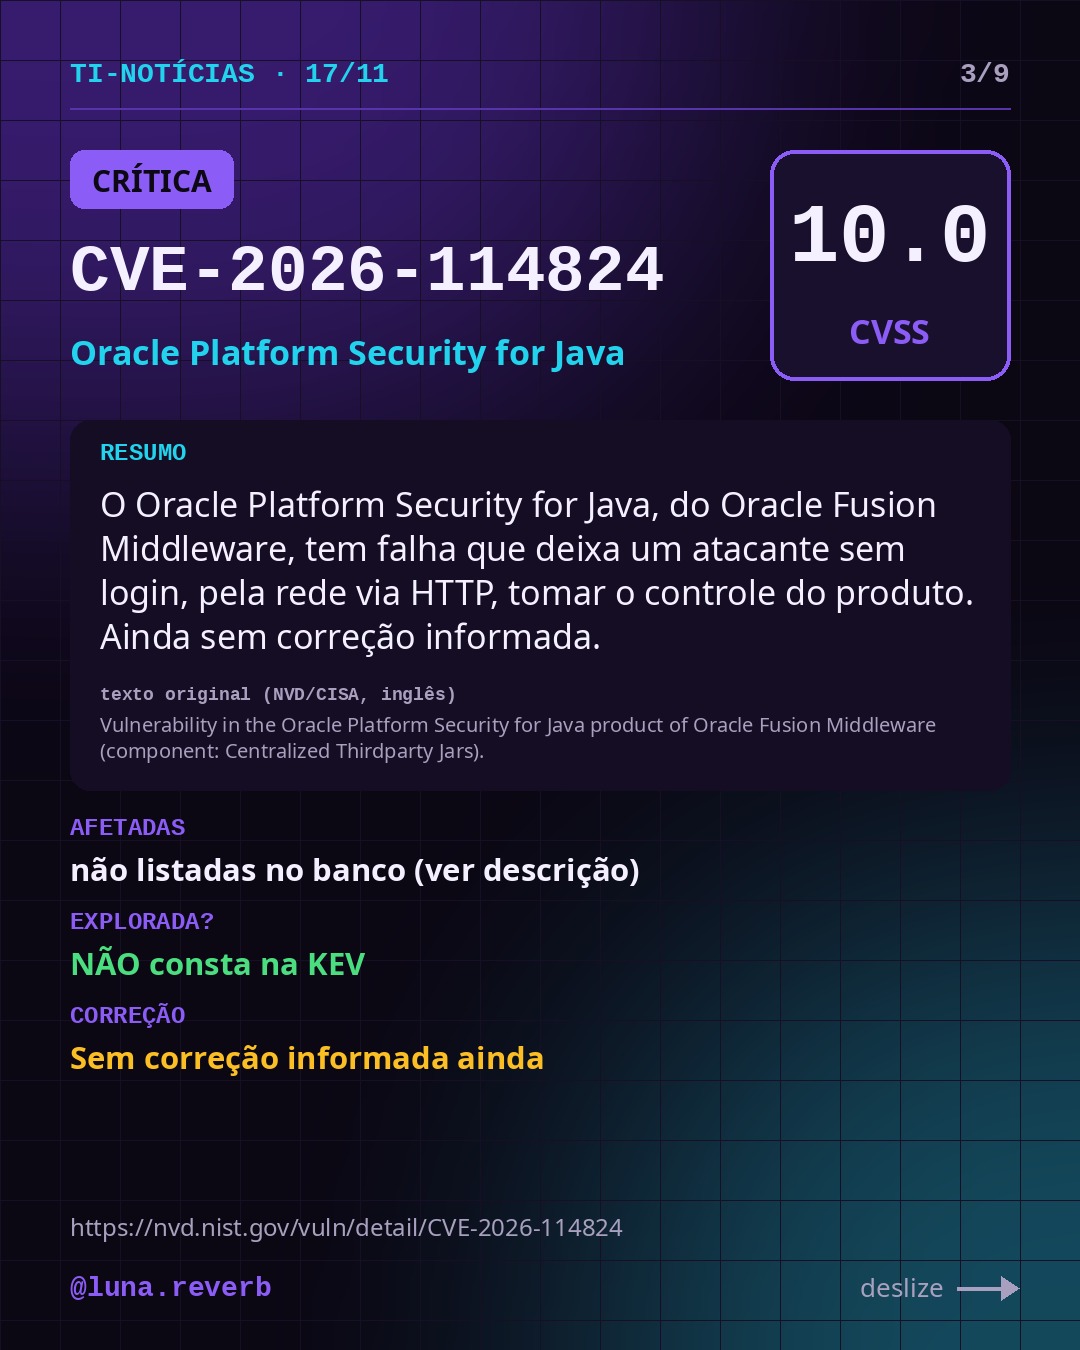 TI-NOTÍCIAS · 17/11
3/9
CRÍTICA
CVE-2026-114824
Oracle Platform Security for Java
10.0
CVSS
RESUMO
O Oracle Platform Security for Java, do Oracle Fusion
Middleware, tem falha que deixa um atacante sem
login, pela rede via HTTP, tomar o controle do produto.
Ainda sem correção informada.
texto original (NVD/CISA, inglês)
Vulnerability in the Oracle Platform Security for Java product of Oracle Fusion Middleware
(component: Centralized Thirdparty Jars).
AFETADAS
não listadas no banco (ver descrição)
EXPLORADA?
NÃO consta na KEV
CORREÇÃO
Sem correção informada ainda
https://nvd.nist.gov/vuln/detail/CVE-2026-114824
@luna.reverb
deslize